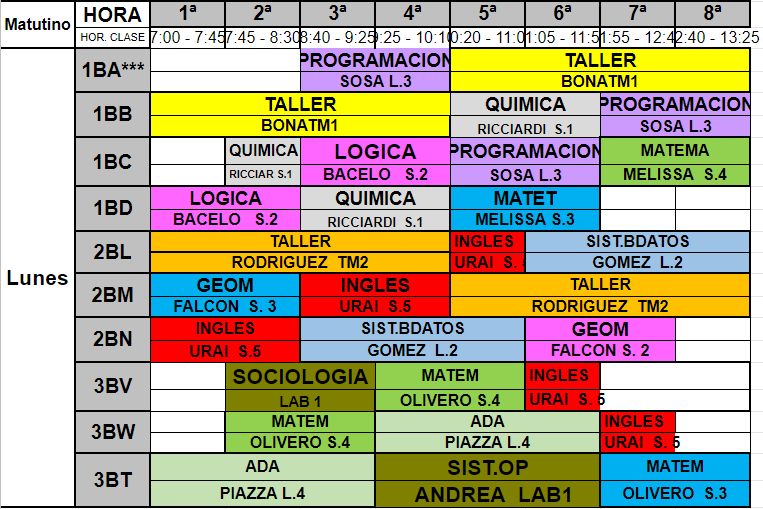 Matutino HORA 1ª 2ª 3ª 4ª 5ª 6ª 7ª 8ª
HOR. CLASE 7:00 - 7:45 7:45 - 8:30 8:40 - 9:25 9:25 - 10:10 0:20 - 11:0 1:05 - 11:5 1:55 - 12:4 2:40 - 13:25
Lunes
1BA*** PROGRAMACION TALLER
SOSA L.3 BONATM1
1BB TALLER QUIMICA PROGRAMACION
BONATM1 RICCIARDI S.1 SOSA L.3
1BC QUIMICA LOGICA PROGRAMACION MATEMA
RICCIAR S.1 BACELO S.2 SOSA L.3 MELISSA S.4
1BD LOGICA QUIMICA MATET
BACELO S.2 RICCIARDI S.1 MELISSA S.3
2BL TALLER INGLES SIST.BDATOS
RODRIGUEZ TM2 URAI S. GOMEZ L.2
2BM GEOM INGLES TALLER
FALCON S. 3 URAI S.5 RODRIGUEZ TM2
2BN INGLES SIST.BDATOS GEOM
URAI S.5 GOMEZ L.2 FALCON S. 2
3BV SOCIOLOGIA MATEM INGLES
LAB 1 OLIVERO S.4 URAI S. 5
3BW MATEM ADA INGLES
OLIVERO S.4 PIAZZA L.4 URAI S. 5
3BT ADA SIST.OP MATEM
PIAZZA L.4 ANDREA LAB1 OLIVERO S.3